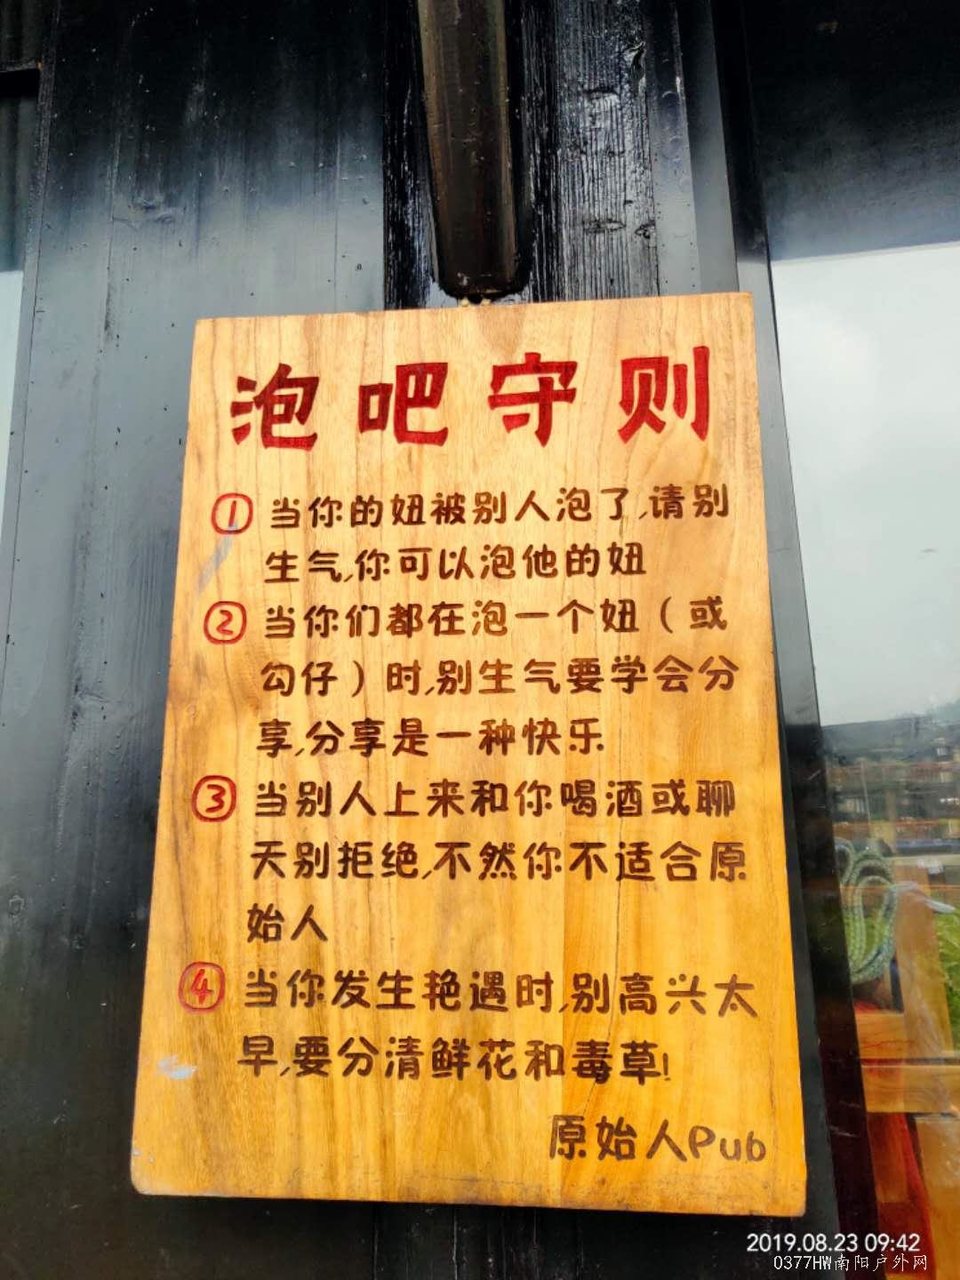 泡吧守则
① 当你的妞被别人泡了,请别
生气,你可以泡他的妞
② 当你们都在泡一个妞（或
勾仔）时,别生气要学会分
享,分享是一种快乐
③ 当别人上来和你喝酒或聊
天别拒绝,不然你不适合原
始人
④ 当你发生艳遇时,别高兴太
早,要分清鲜花和毒草!
原始人Pub
2019.08.23 09:42
0377HW南阳户外网